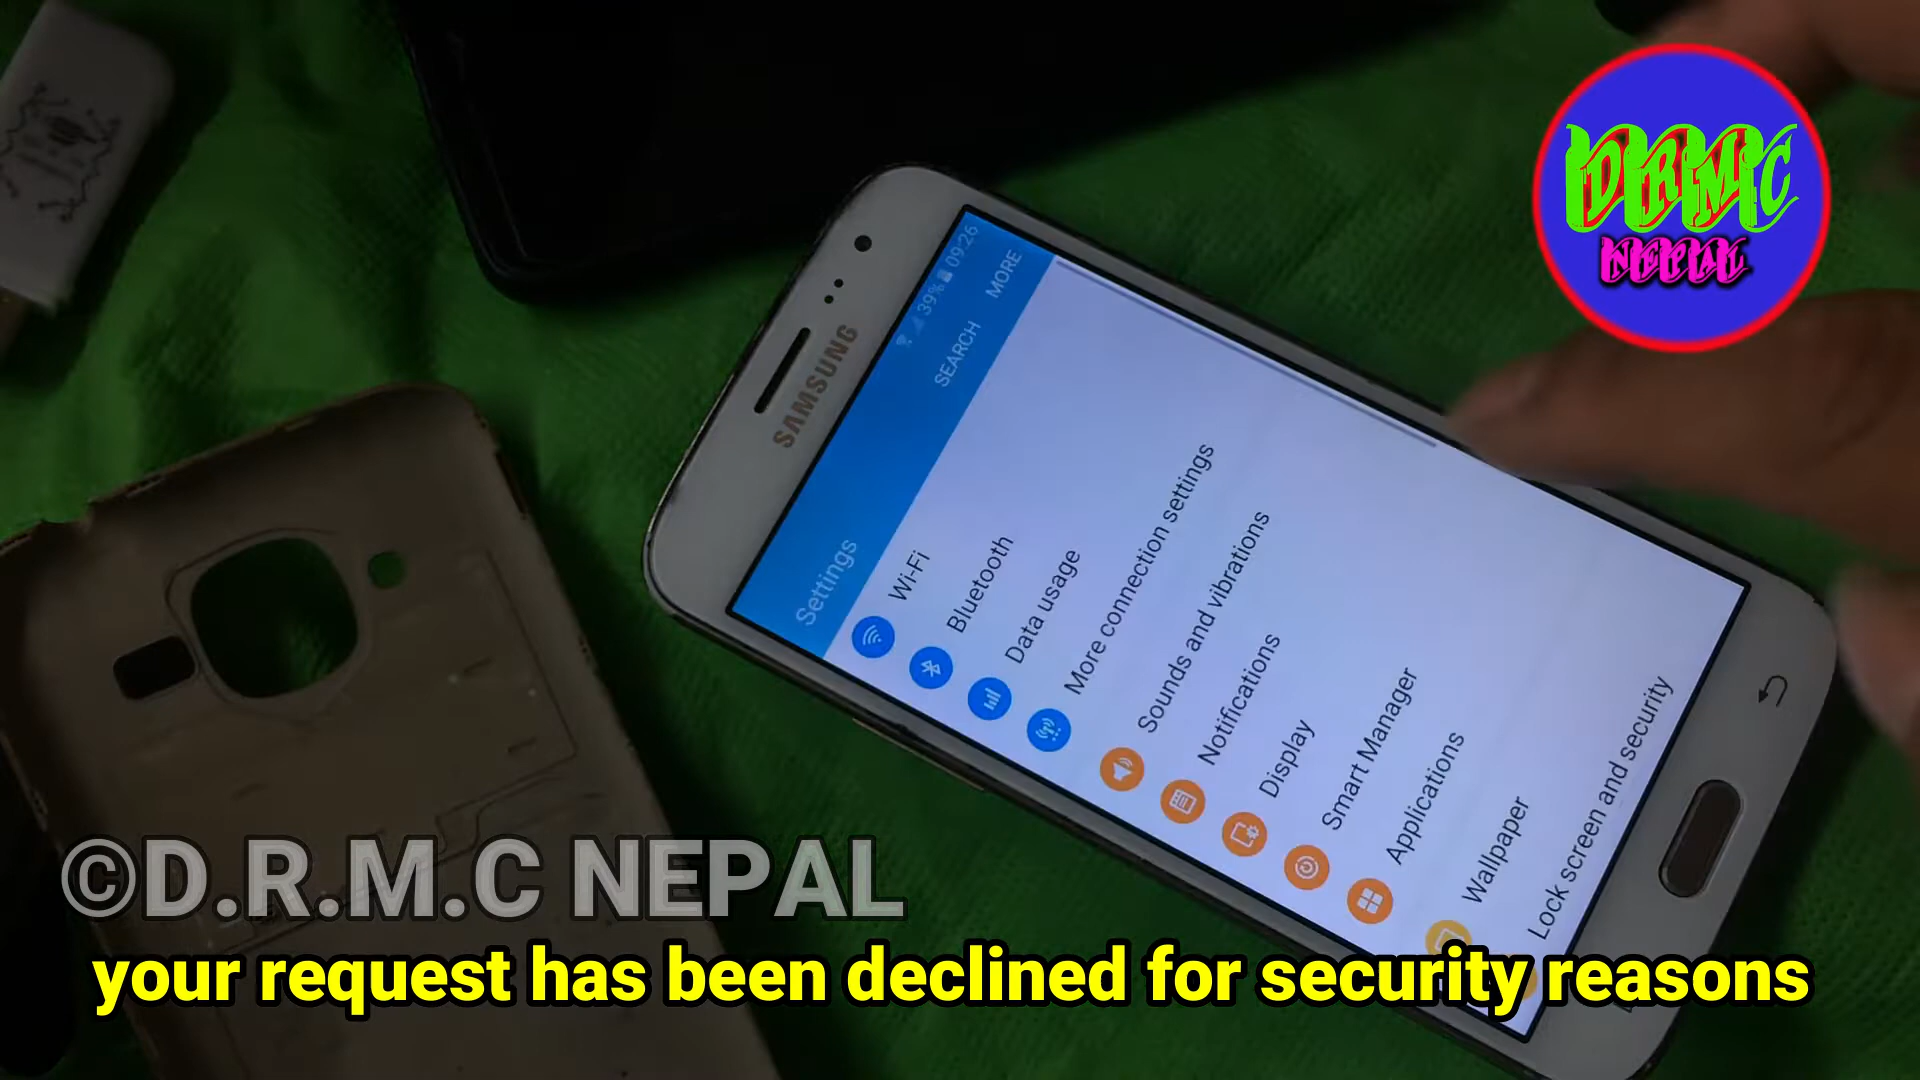 DRMC
NEPAL
SAMSUNG
39% 09:26
Settings
SEARCH
MORE
Wi-Fi
Bluetooth
Data usage
More connection settings
Sounds and vibrations
Notifications
Display
Smart Manager
Applications
Wallpaper
Lock screen and security
©D.R.M.C NEPAL
your request has been declined for security reasons